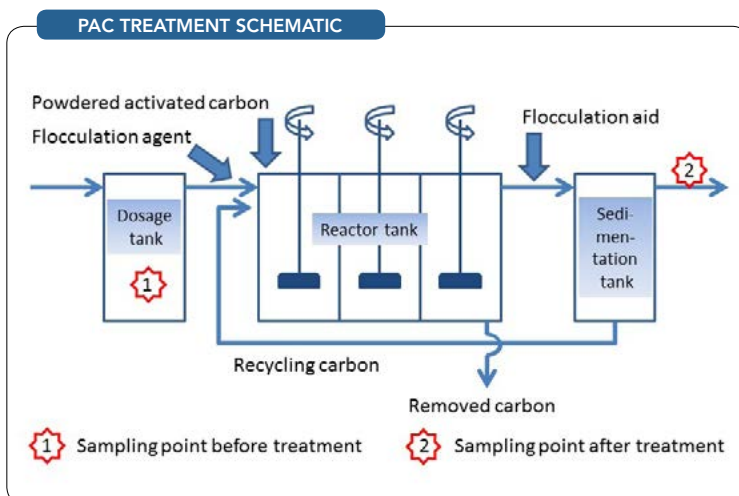 PAC TREATMENT SCHEMATIC
Powdered activated carbon
Flocculation agent
Flocculation aid
2
Dosage
tank
1
Reactor tank
Sedi-
men-
tation
tank
Recycling carbon
Removed carbon
1 Sampling point before treatment
2 Sampling point after treatment